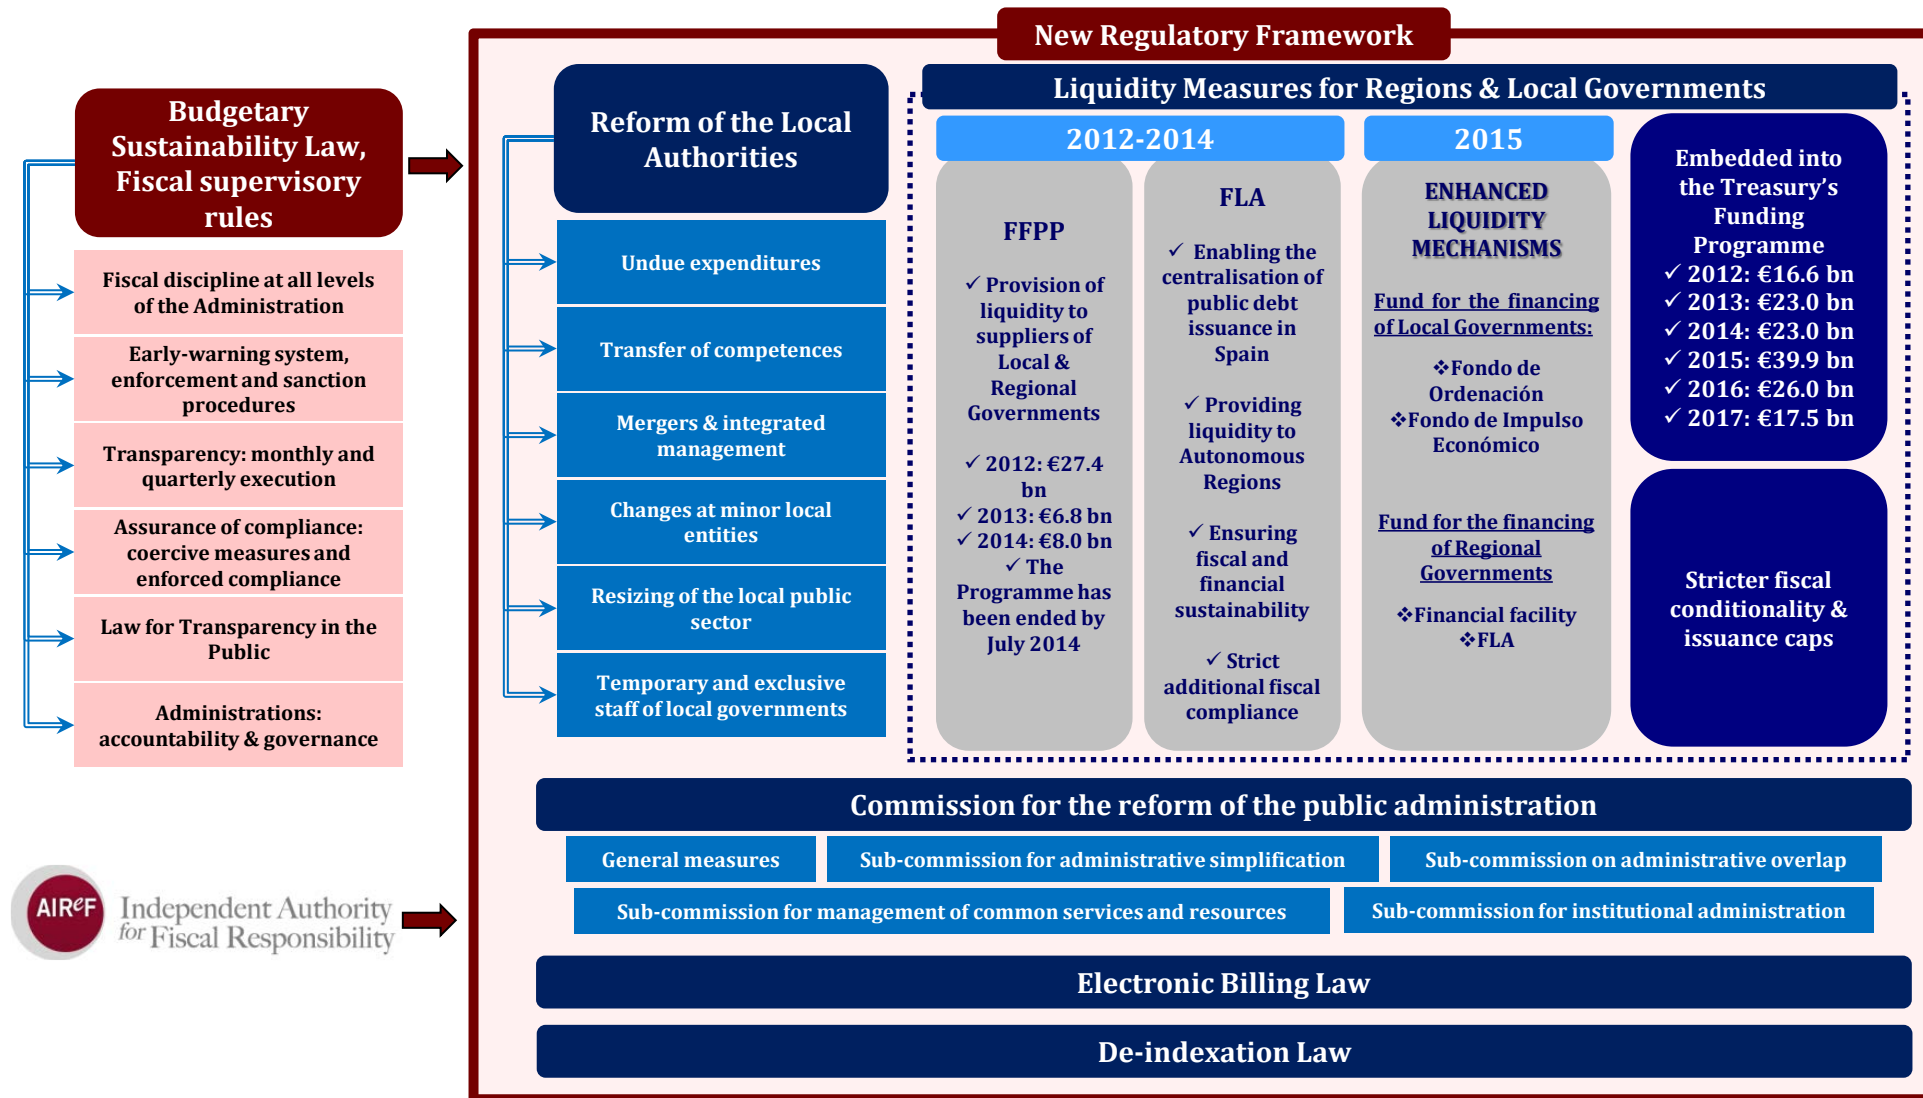 New Regulatory Framework
Budgetary
Sustainability Law,
Fiscal supervisory
rules
Fiscal discipline at all levels
of the Administration
Early-warning system,
enforcement and sanction
procedures
Transparency: monthly and
quarterly execution
Assurance of compliance:
coercive measures and
enforced compliance
Law for Transparency in the
Public
Administrations:
accountability & governance
AIReF
Independent Authority
for Fiscal Responsibility
Reform of the Local
Authorities
Undue expenditures
Transfer of competences
Mergers & integrated
management
Changes at minor local
entities
Resizing of the local public
sector
Temporary and exclusive
staff of local governments
Liquidity Measures for Regions & Local Governments
2012-2014
FFPP
✓ Provision of
liquidity to
suppliers of
Local &
Regional
Governments
✓ 2012: €27.4
bn
✓ 2013: €6.8 bn
✓ 2014: €8.0 bn
✓ The
Programme has
been ended by
July 2014
FLA
✓ Enabling the
centralisation of
public debt
issuance in
Spain
✓ Providing
liquidity to
Autonomous
Regions
✓ Ensuring
fiscal and
financial
sustainability
✓ Strict
additional fiscal
compliance
2015
ENHANCED
LIQUIDITY
MECHANISMS
Fund for the financing
of Local Governments:
❖Fondo de
Ordenación
❖Fondo de Impulso
Económico
Fund for the financing
of Regional
Governments
❖Financial facility
❖FLA
Embedded into
the Treasury’s
Funding
Programme
✓ 2012: €16.6 bn
✓ 2013: €23.0 bn
✓ 2014: €23.0 bn
✓ 2015: €39.9 bn
✓ 2016: €26.0 bn
✓ 2017: €17.5 bn
Stricter fiscal
conditionality &
issuance caps
Commission for the reform of the public administration
General measures
Sub-commission for administrative simplification
Sub-commission on administrative overlap
Sub-commission for management of common services and resources
Sub-commission for institutional administration
Electronic Billing Law
De-indexation Law